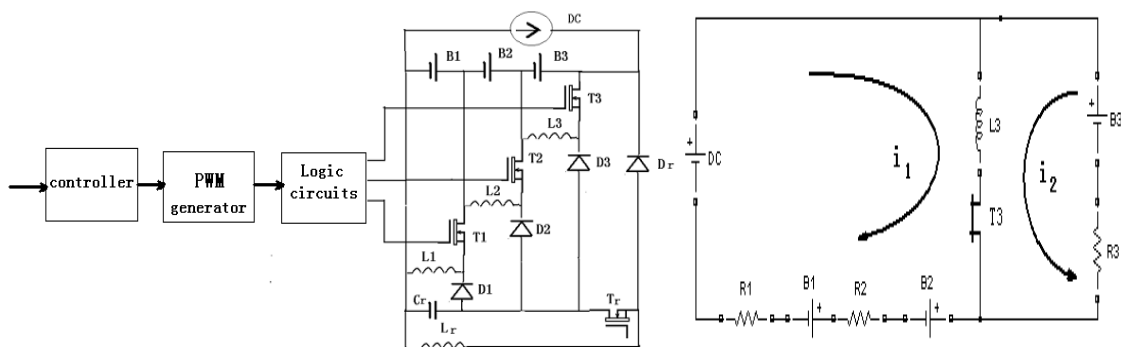 controller
PWM
generator
Logic
circuits
DC
B1
B2
B3
T3
L3
T2
D3
Dr
L2
T1
D2
L1
D1
Cr
Tr
Lr
DC
i1
L3
i2
B3
T3
R3
R1
B1
R2
B2